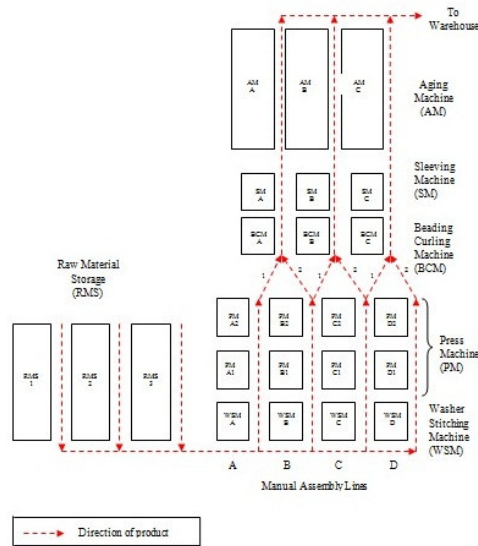 To
Warehouse
AM
A
AM
B
AM
C
Aging
Machine
(AM)
Sleeving
Machine
(SM)
SM
A
SM
B
SM
C
Beading
Curling
Machine
(BCM)
BCM
A
BCM
B
BCM
C
1
2
1
2
1
2
Raw Material
Storage
(RMS)
RMS
1
RMS
2
RMS
3
PM
A2
PM
B2
PM
C2
PM
D2
Press
Machine
(PM)
PM
A1
PM
B1
PM
C1
PM
D1
WSM
A
WSM
B
WSM
C
WSM
D
Washer
Stitching
Machine
(WSM)
A
B
C
D
Manual Assembly Lines
Direction of product